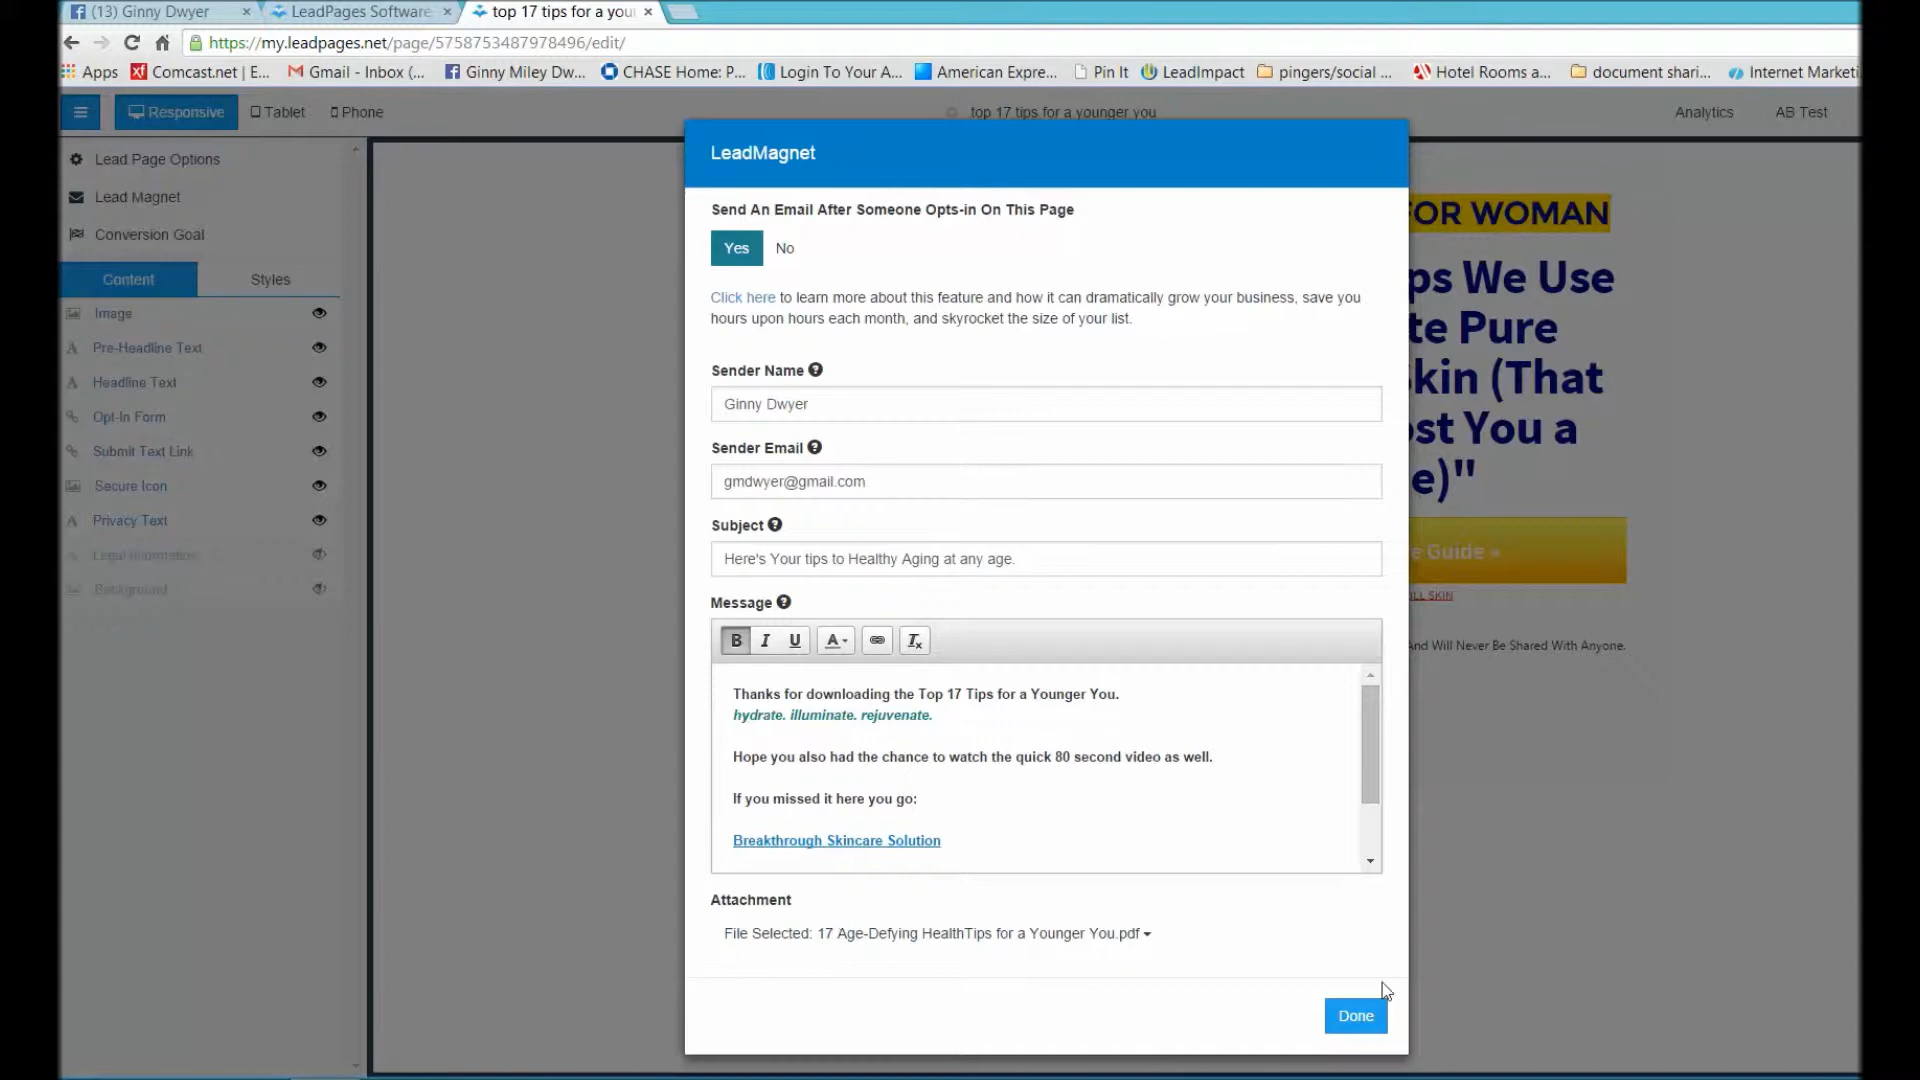 (13) Ginny Dwyer
LeadPages Software
top 17 tips for a you
https://my.leadpages.net/page/5758753487978496/edit/
Apps
Comcast.net | E...
Gmail - Inbox (...
Ginny Miley Dw...
CHASE Home: P...
Login To Your A...
American Expre...
Pin It
LeadImpact
pingers/social ...
Hotel Rooms a...
document shari...
Internet Marketi
Responsive
Tablet
Phone
top 17 tips for a younger you
Analytics
AB Test
Lead Page Options
Lead Magnet
Conversion Goal
Content
Styles
Image
Pre-Headline Text
Headline Text
Opt-In Form
Submit Text Link
Secure Icon
Privacy Text
Legal Information
Background
LeadMagnet
Send An Email After Someone Opts-in On This Page
Yes No
Click here to learn more about this feature and how it can dramatically grow your business, save you
hours upon hours each month, and skyrocket the size of your list.
Sender Name
Ginny Dwyer
Sender Email
gmdwyer@gmail.com
Subject
Here's Your tips to Healthy Aging at any age.
Message
B I U A Tx
Thanks for downloading the Top 17 Tips for a Younger You.
hydrate. illuminate. rejuvenate.
Hope you also had the chance to watch the quick 80 second video as well.
If you missed it here you go:
Breakthrough Skincare Solution
Attachment
File Selected: 17 Age-Defying HealthTips for a Younger You.pdf
Done
FOR WOMAN
ps We Use
te Pure
kin (That
ost You a
e)"
e Guide »
LL SKIN
And Will Never Be Shared With Anyone.